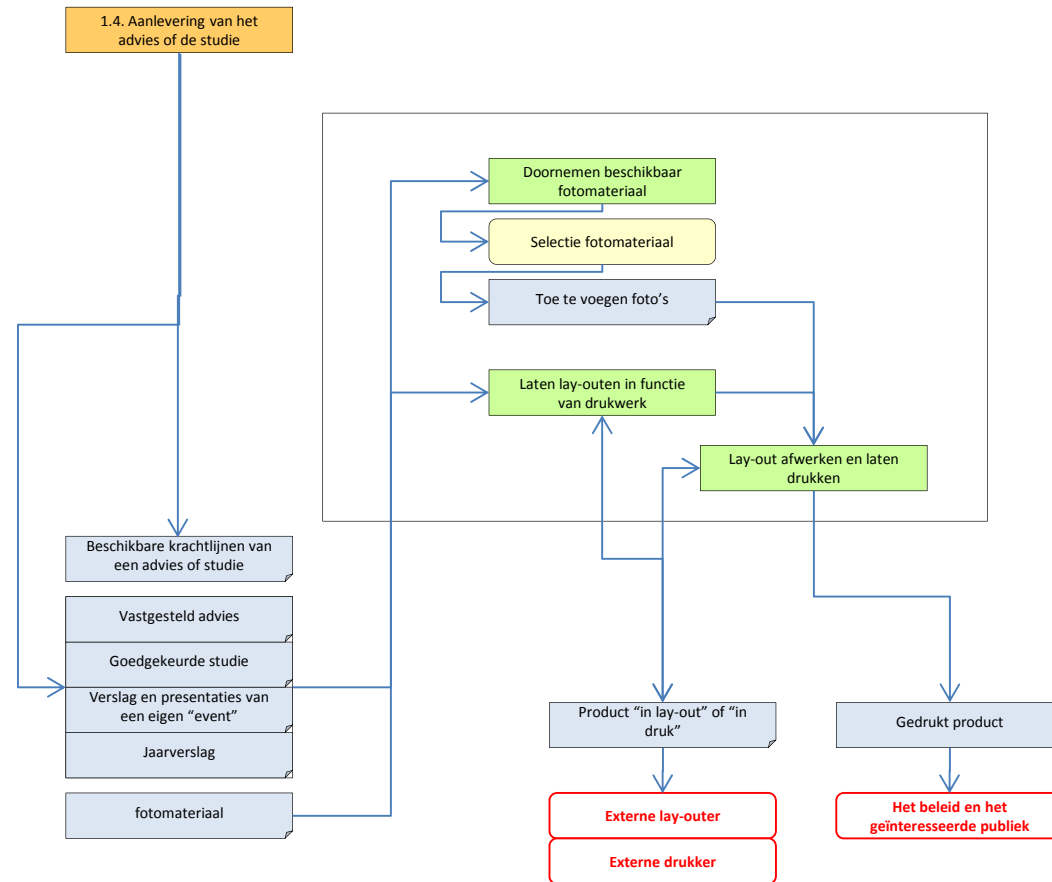 1.4. Aanlevering van het
advies of de studie
Doornemen beschikbaar
fotomateriaal
Selectie fotomateriaal
Toe te voegen foto’s
Laten lay-outen in functie
van drukwerk
Lay-out afwerken en laten
drukken
Beschikbare krachtlijnen van
een advies of studie
Vastgesteld advies
Goedgekeurde studie
Verslag en presentaties van
een eigen “event”
Jaarverslag
fotomateriaal
Product “in lay-out” of “in
druk”
Gedrukt product
Externe lay-outer
Externe drukker
Het beleid en het
geïnteresseerde publiek